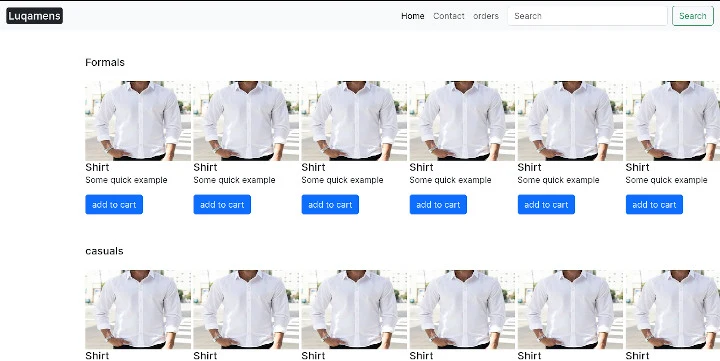 Luqamens Home Contact orders Search Search
Formals
Shirt Shirt Shirt Shirt Shirt Shirt
Some quick example Some quick example Some quick example Some quick example Some quick example Some quick example
add to cart add to cart add to cart add to cart add to cart add to cart
casuals
Shirt Shirt Shirt Shirt Shirt Shirt